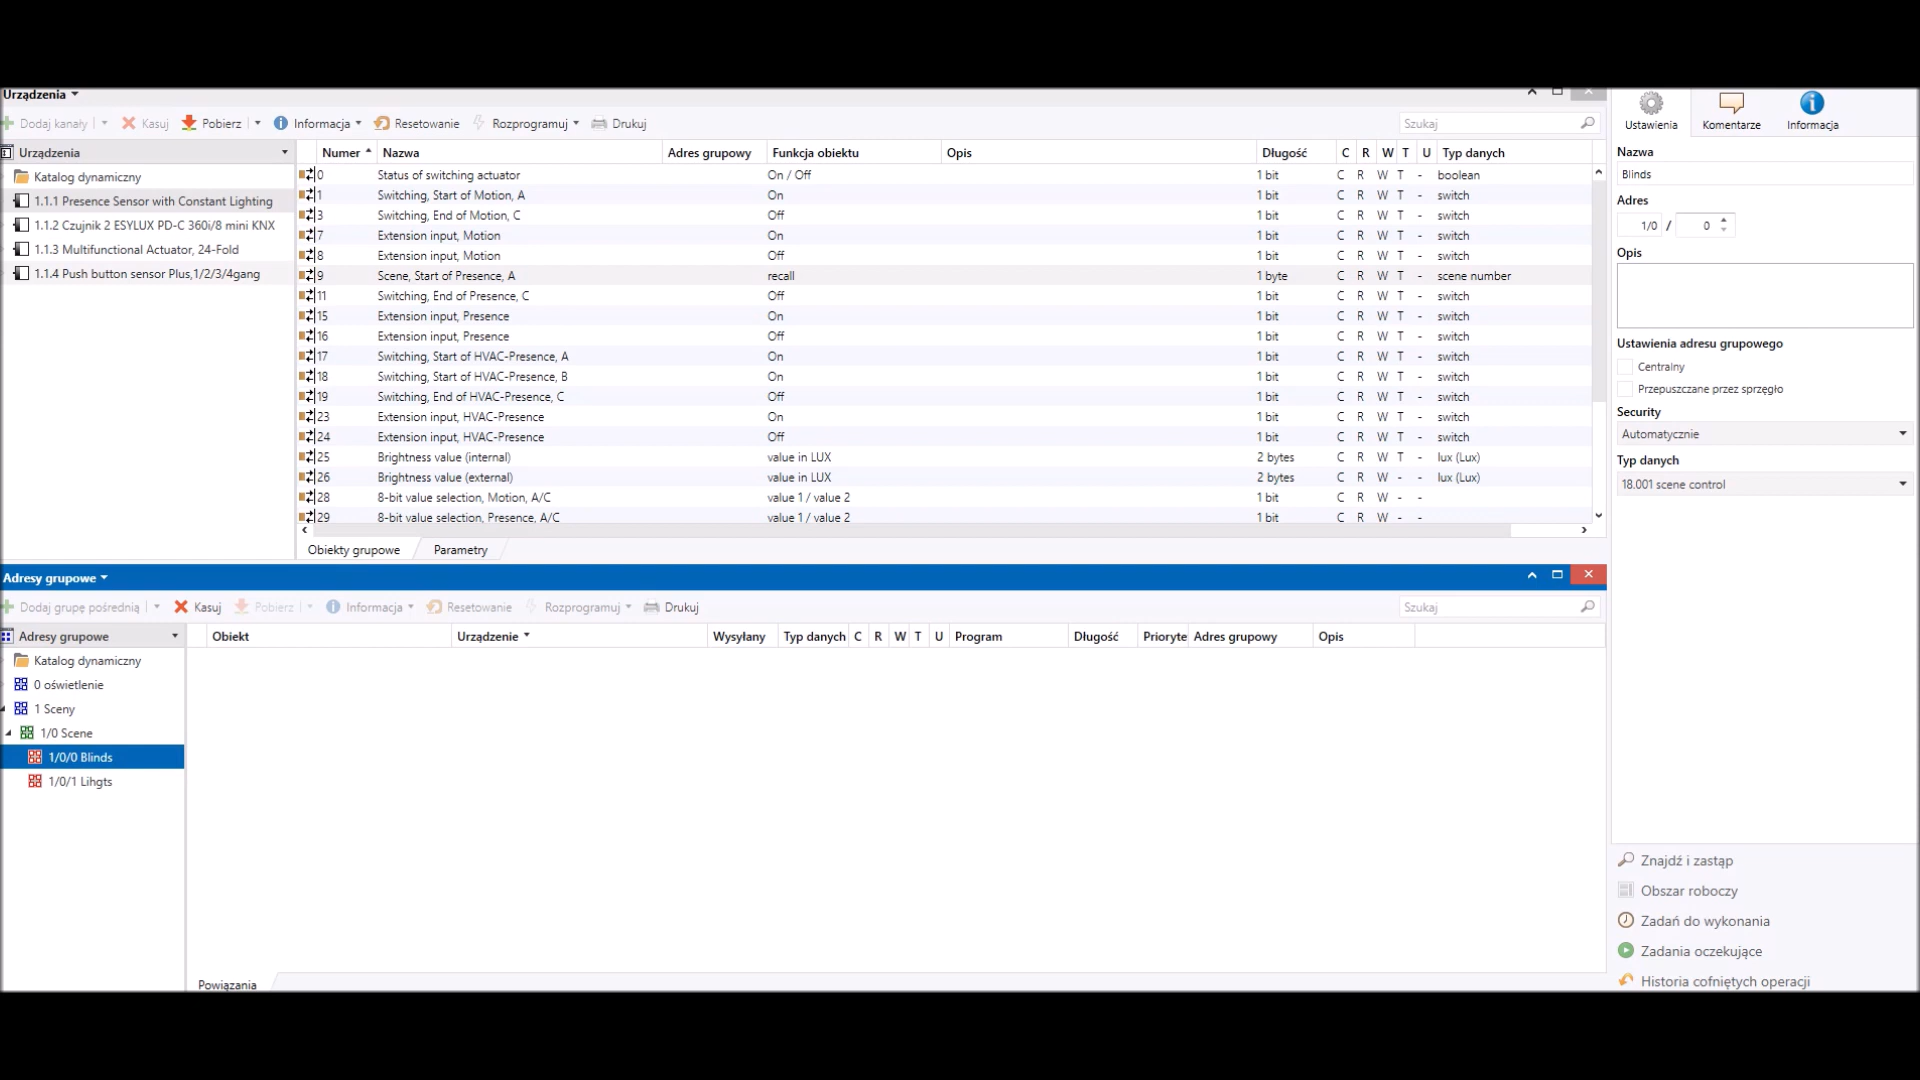 Urządzenia
Dodaj kanały Kasuj Pobierz Informacja Resetowanie Rozprogramuj Drukuj Szukaj
Urządzenia
Katalog dynamiczny
1.1.1 Presence Sensor with Constant Lighting
1.1.2 Czujnik 2 ESYLUX PD-C 360i/8 mini KNX
1.1.3 Multifunctional Actuator, 24-Fold
1.1.4 Push button sensor Plus,1/2/3/4gang
Numer Nazwa Adres grupowy Funkcja obiektu Opis Długość C R W T U Typ danych
0 Status of switching actuator On / Off 1 bit C R W T - boolean
1 Switching, Start of Motion, A On 1 bit C R W T - switch
3 Switching, End of Motion, C Off 1 bit C R W T - switch
7 Extension input, Motion On 1 bit C R W T - switch
8 Extension input, Motion Off 1 bit C R W T - switch
9 Scene, Start of Presence, A recall 1 byte C R W T - scene number
11 Switching, End of Presence, C Off 1 bit C R W T - switch
15 Extension input, Presence On 1 bit C R W T - switch
16 Extension input, Presence Off 1 bit C R W T - switch
17 Switching, Start of HVAC-Presence, A On 1 bit C R W T - switch
18 Switching, Start of HVAC-Presence, B On 1 bit C R W T - switch
19 Switching, End of HVAC-Presence, C Off 1 bit C R W T - switch
23 Extension input, HVAC-Presence On 1 bit C R W T - switch
24 Extension input, HVAC-Presence Off 1 bit C R W T - switch
25 Brightness value (internal) value in LUX 2 bytes C R W T - lux (Lux)
26 Brightness value (external) value in LUX 2 bytes C R W - - lux (Lux)
28 8-bit value selection, Motion, A/C value 1 / value 2 1 bit C R W - -
29 8-bit value selection, Presence, A/C value 1 / value 2 1 bit C R W - -
Obiekty grupowe Parametry
Adresy grupowe
Dodaj grupę pośrednią Kasuj Pobierz Informacja Resetowanie Rozprogramuj Drukuj Szukaj
Adresy grupowe
Katalog dynamiczny
0 oświetlenie
1 Sceny
1/0 Scene
1/0/0 Blinds
1/0/1 Lihgts
Obiekt Urządzenie Wysyłany Typ danych C R W T U Program Długość Prioryte Adres grupowy Opis
Powiązania
Ustawienia Komentarze Informacja
Nazwa
Blinds
Adres
1/0 / 0
Opis
Ustawienia adresu grupowego
Centralny
Przepuszczane przez sprzęgło
Security
Automatycznie
Typ danych
18.001 scene control
Znajdź i zastąp
Obszar roboczy
Zadań do wykonania
Zadania oczekujące
Historia cofniętych operacji